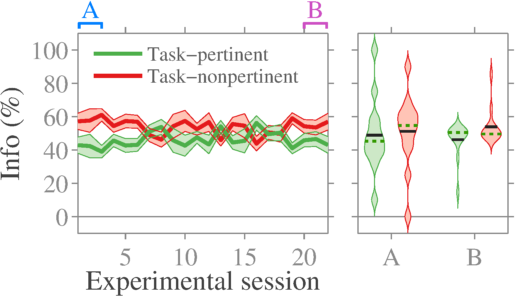 A
B
100
80
60
40
20
0
Info (%)
Task-pertinent
Task-nonpertinent
5
10
15
20
Experimental session
A
B